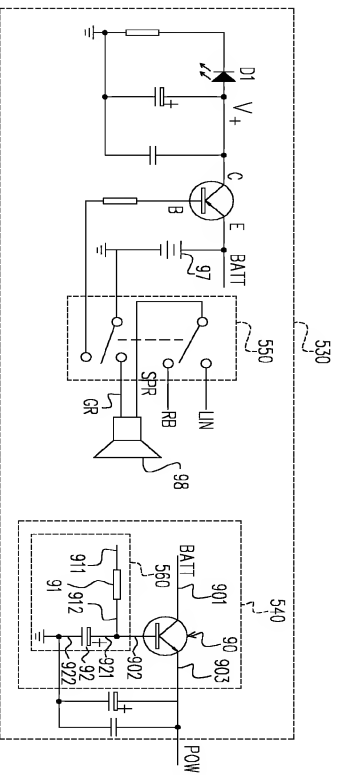 530
D1
V+
C
B
E
BATT
97
550
LIN
RB
SPR
GR
98
540
560
BATT
901
90
903
902
911
91
912
921
92
922
+
+
+
POW